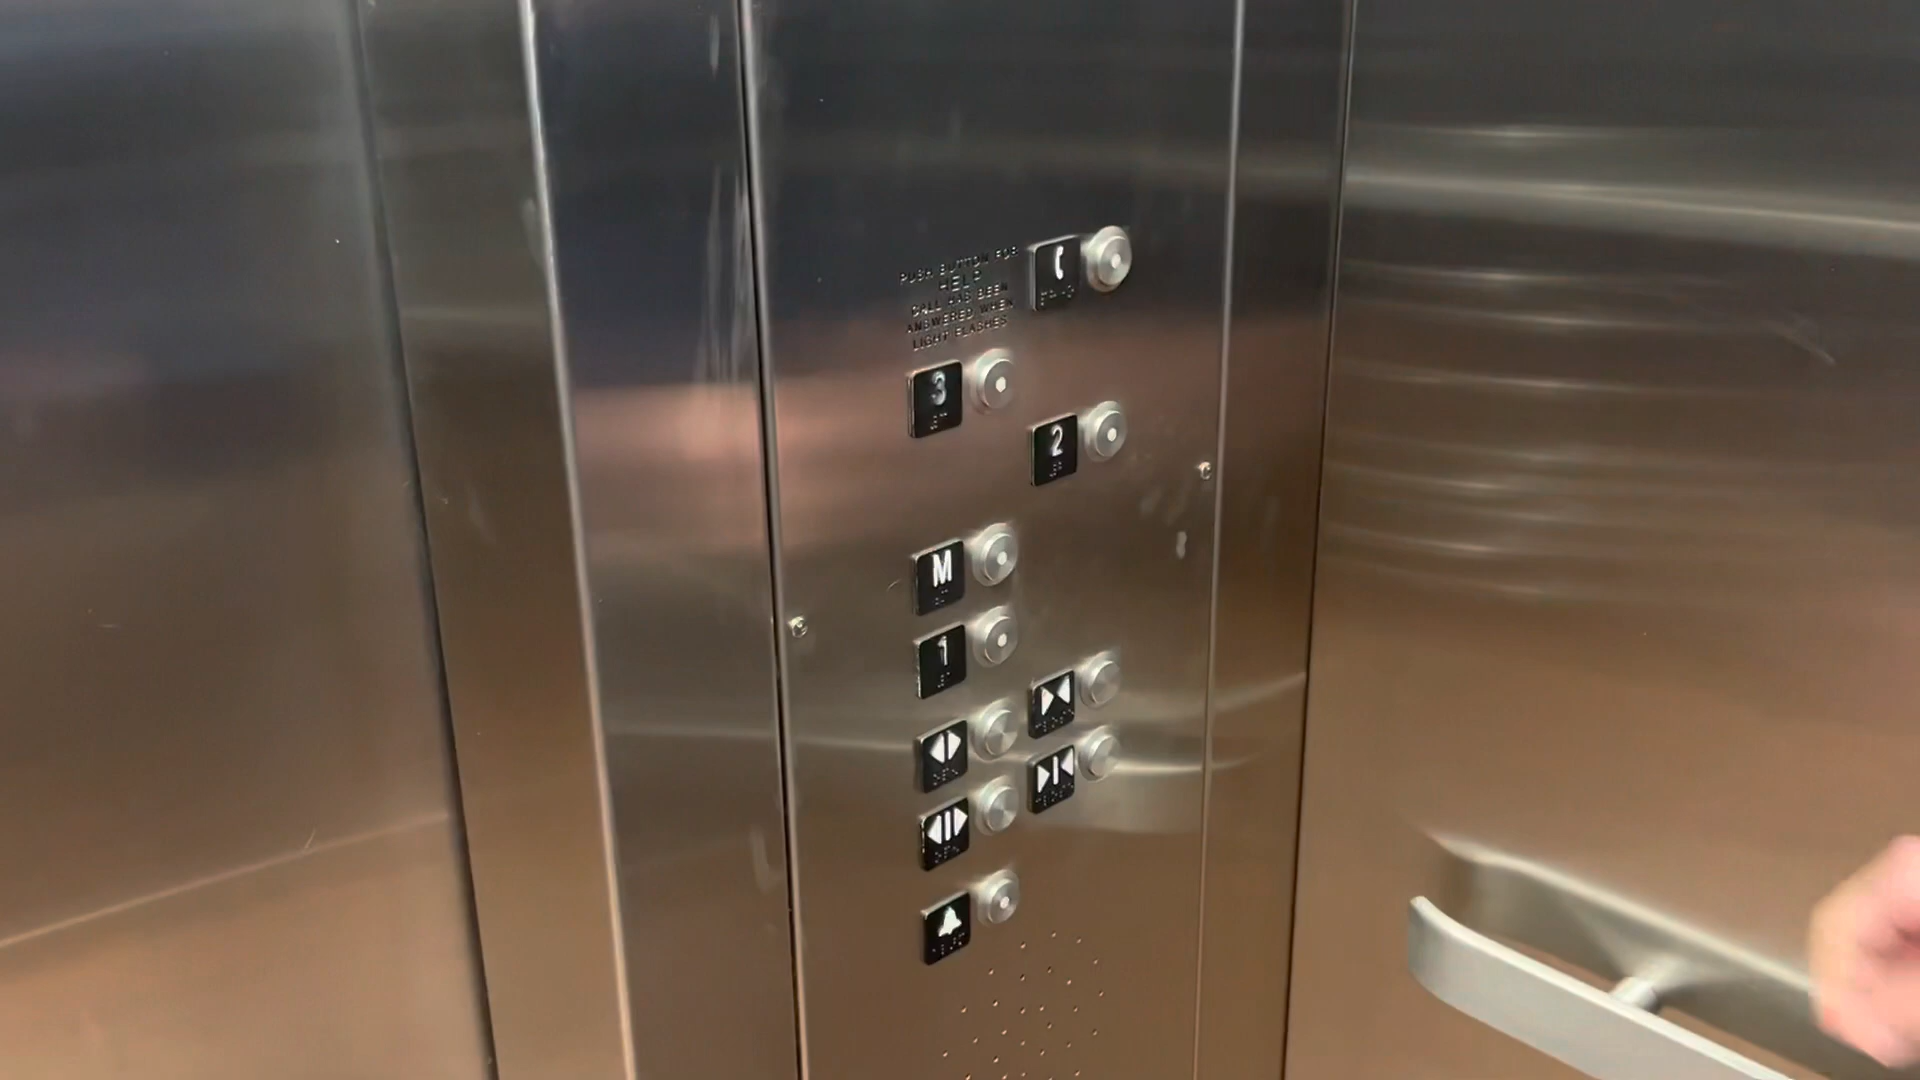 PUSH BUTTON FOR
HELP
CALL HAS BEEN
ANSWERED WHEN
LIGHT FLASHES
3
2
M
1